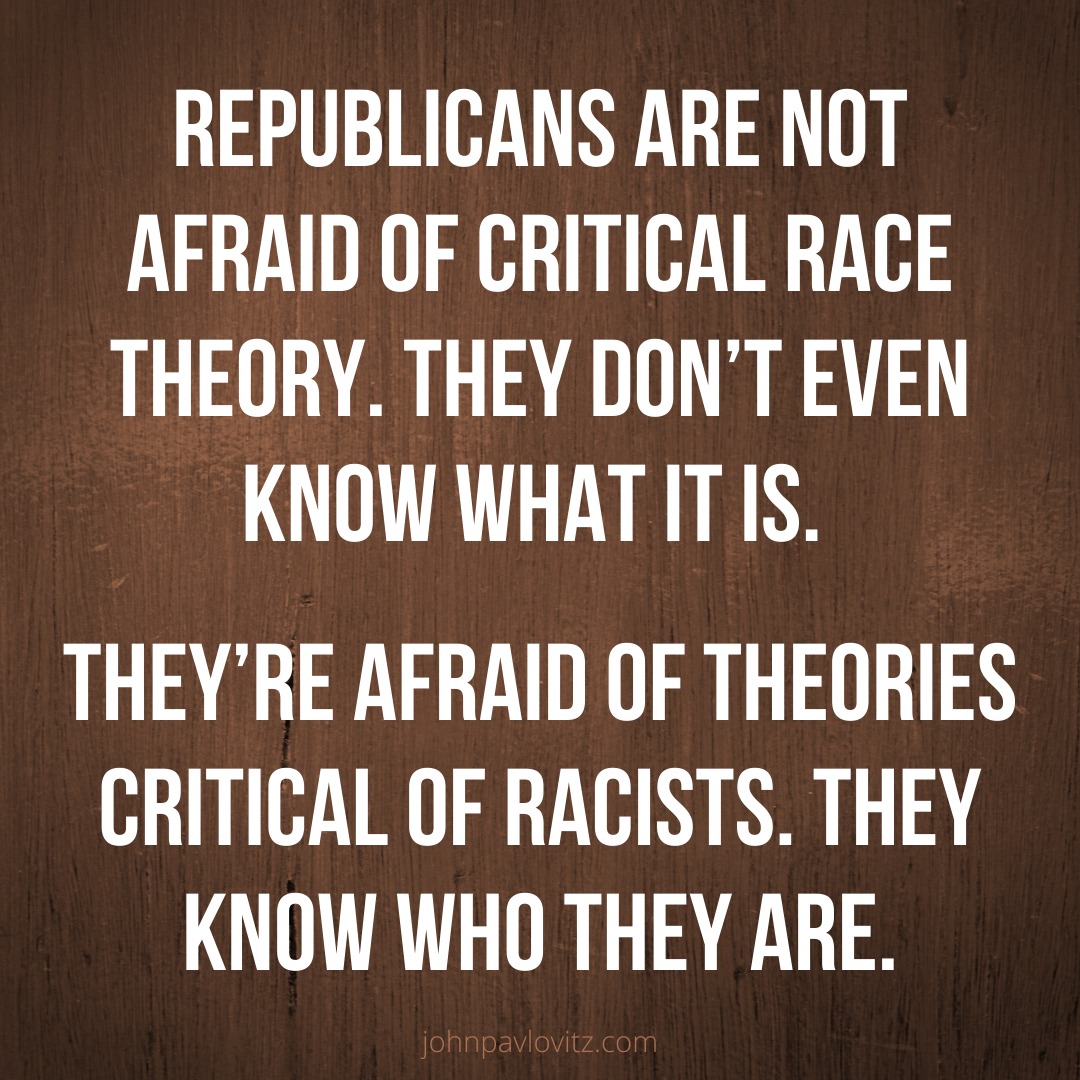 REPUBLICANS ARE NOT
AFRAID OF CRITICAL RACE
THEORY. THEY DON’T EVEN
KNOW WHAT IT IS.
THEY’RE AFRAID OF THEORIES
CRITICAL OF RACISTS. THEY
KNOW WHO THEY ARE.
johnpavlovitz.com